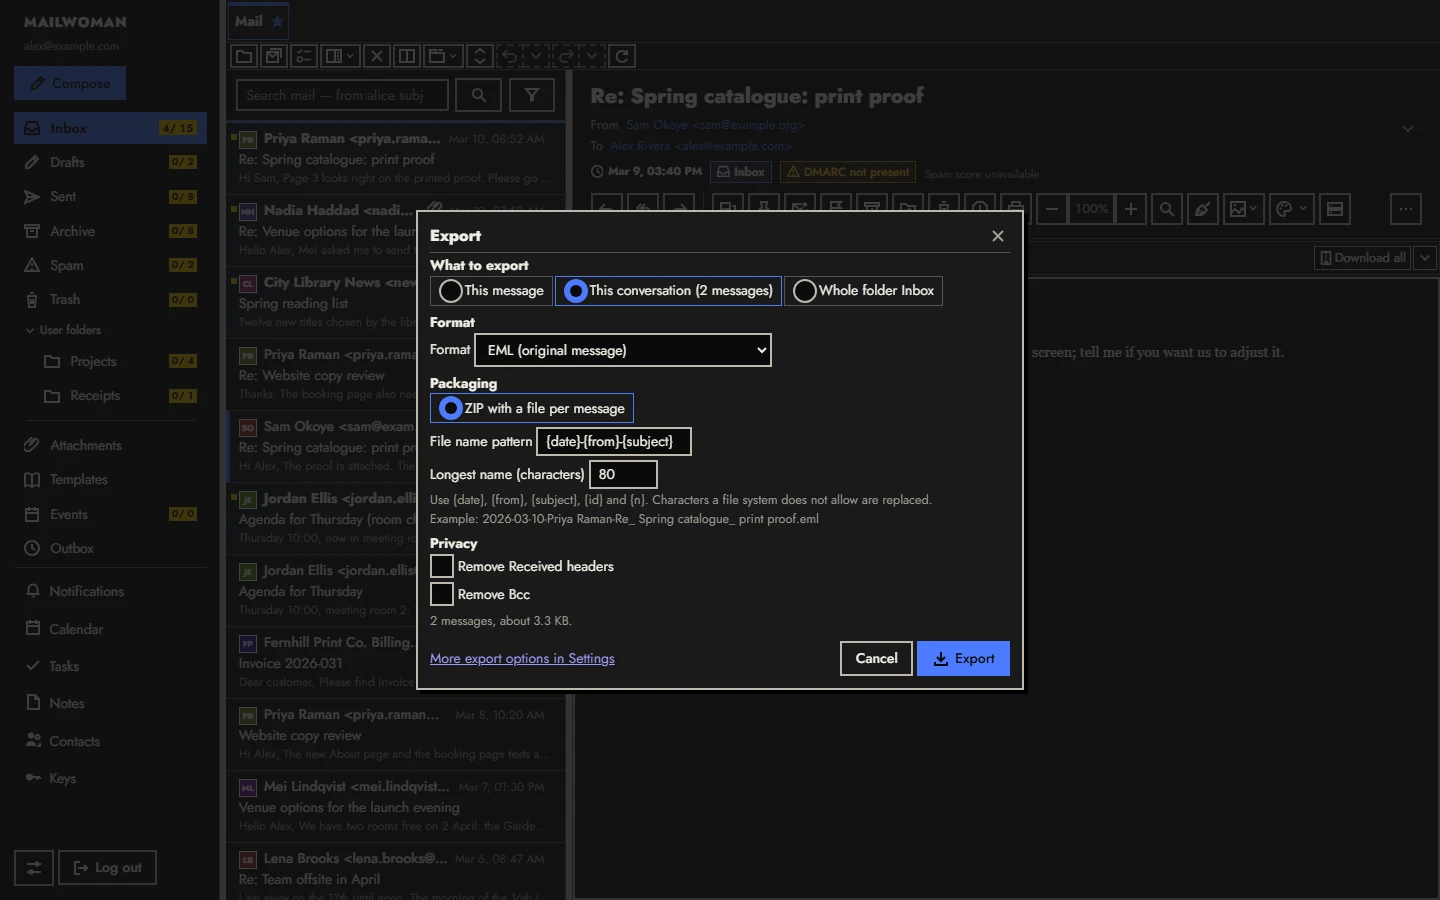 MAILWOMAN
alex@example.com
Compose
Inbox 4/ 15
Drafts 0/ 2
Sent 0/ 8
Archive 0/ 8
Spam 0/ 2
Trash 0/ 0
User folders
Projects 0/ 4
Receipts 0/ 1
Attachments
Templates
Events 0/ 0
Outbox
Notifications
Calendar
Tasks
Notes
Contacts
Keys
Log out
Mail
Search mail — from:alice subj
PR Priya Raman <priya.rama... Mar 10, 08:52 AM
Re: Spring catalogue: print proof
Hi Sam, Page 3 looks right on the printed proof. Please go ...
NH Nadia Haddad <nadi...
Re: Venue options for the laun
Hello Alex, Mei asked me to send t
CL City Library News <new
Spring reading list
Twelve new titles chosen by the libr
PR Priya Raman <priya.rama
Re: Website copy review
Thanks. The booking page also nee
SO Sam Okoye <sam@exam
Re: Spring catalogue: print pr
Hi Alex, The proof is attached. The
JE Jordan Ellis <jordan.elli
Agenda for Thursday (room c
Thursday 10:00, now in meeting ro
JE Jordan Ellis <jordan.ellis
Agenda for Thursday
Thursday 10:00, meeting room 2:
FP Fernhill Print Co. Billing
Invoice 2026-031
Dear customer, Please find invoice
PR Priya Raman <priya.raman... Mar 8, 10:20 AM
Website copy review
Hi Alex, The new About page and the booking page texts a...
ML Mei Lindqvist <mei.lindqvist... Mar 7, 01:30 PM
Venue options for the launch evening
Hello Alex, We have two rooms free on 2 April: the Garde...
LB Lena Brooks <lena.brooks@... Mar 6, 08:47 AM
Re: Team offsite in April
Re: Spring catalogue: print proof
From Sam Okoye <sam@example.org>
To Alex Rivera <alex@example.com>
Mar 9, 03:40 PM Inbox DMARC not present Spam score unavailable
100%
Download all
screen; tell me if you want us to adjust it.
Export
What to export
This message This conversation (2 messages) Whole folder Inbox
Format
Format EML (original message)
Packaging
ZIP with a file per message
File name pattern {date}-{from}-{subject}
Longest name (characters) 80
Use {date}, {from}, {subject}, {id} and {n}. Characters a file system does not allow are replaced.
Example: 2026-03-10-Priya Raman-Re_ Spring catalogue_ print proof.eml
Privacy
Remove Received headers
Remove Bcc
2 messages, about 3.3 KB.
More export options in Settings
Cancel Export